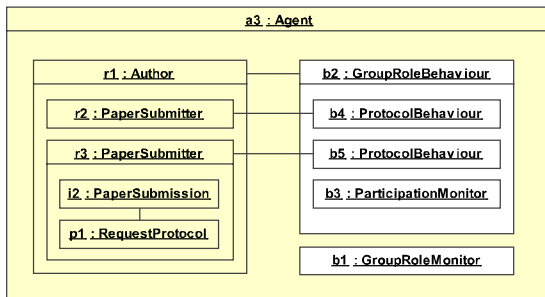 a3 : Agent
r1 : Author
b2 : GroupRoleBehaviour
r2 : PaperSubmitter
b4 : ProtocolBehaviour
r3 : PaperSubmitter
b5 : ProtocolBehaviour
i2 : PaperSubmission
b3 : ParticipationMonitor
p1 : RequestProtocol
b1 : GroupRoleMonitor